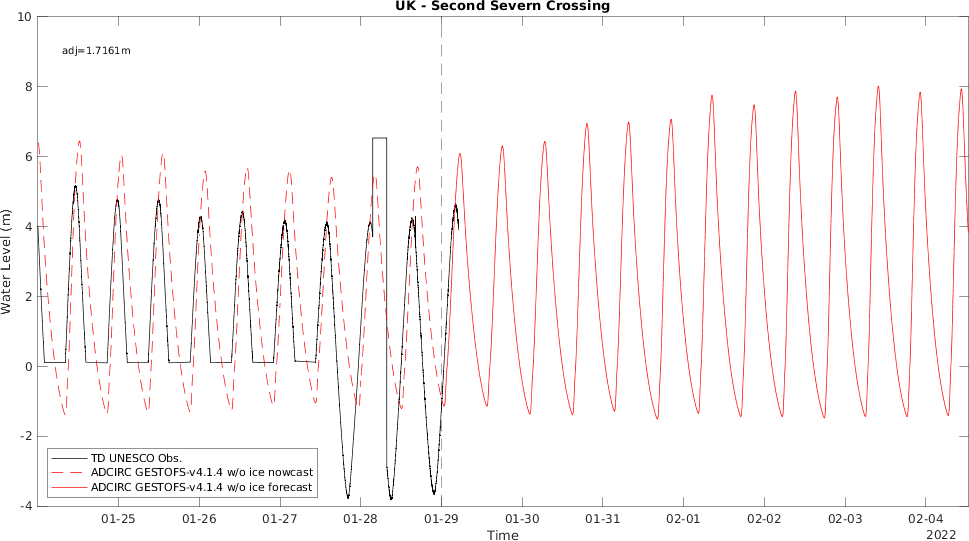 UK - Second Severn Crossing
adj=1.7161m
10
8
6
4
2
0
-2
-4
Water Level (m)
TD UNESCO Obs.
ADCIRC GESTOFS-v4.1.4 w/o ice nowcast
ADCIRC GESTOFS-v4.1.4 w/o ice forecast
01-25 01-26 01-27 01-28 01-29 01-30 01-31 02-01 02-02 02-03 02-04
Time
2022